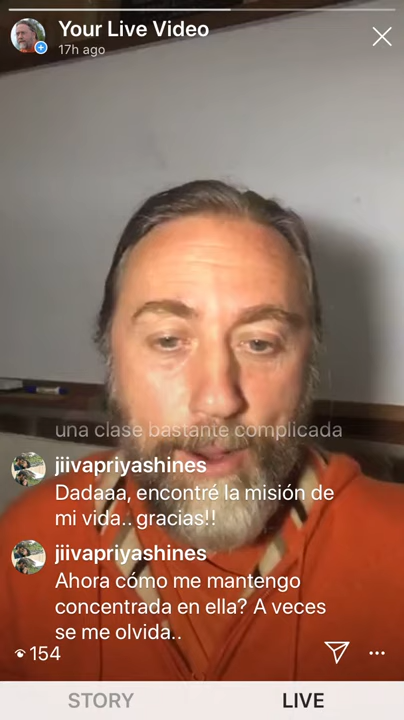 Your Live Video
17h ago
una clase bastante complicada
jiivapriyashines
Dadaaa, encontré la misión de
mi vida.. gracias!!
jiivapriyashines
Ahora cómo me mantengo
concentrada en ella? A veces
se me olvida..
154
STORY
LIVE